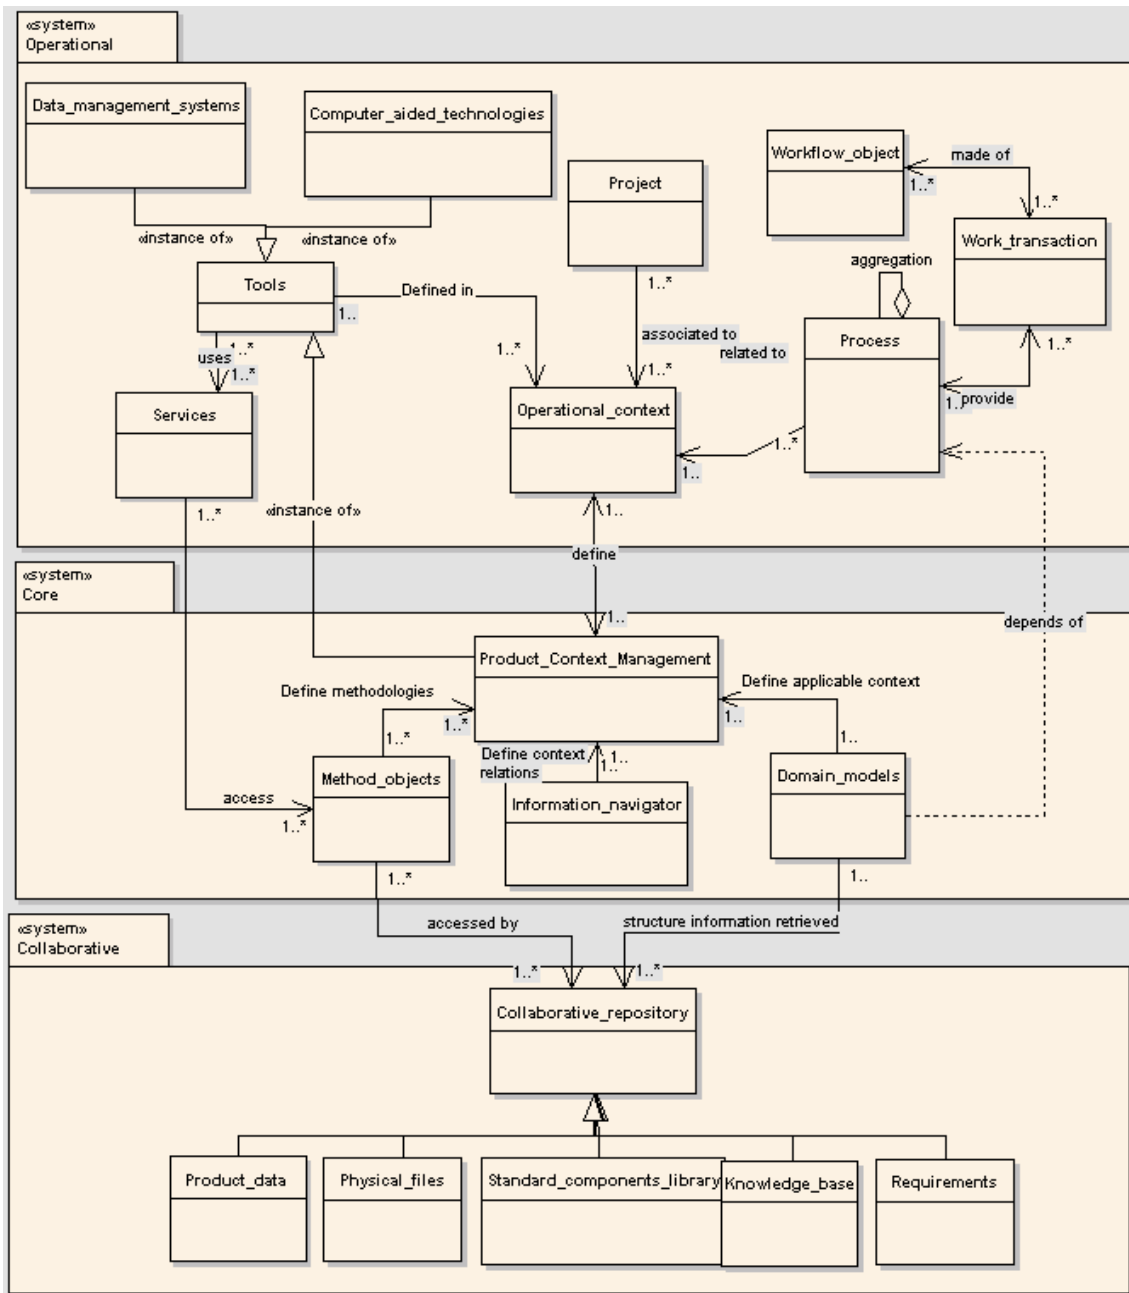 «system»
Operational
Data_management_systems
Computer_aided_technologies
Workflow_object
made of
1..*
1..*
Project
Work_transaction
«instance of»
«instance of»
aggregation
Tools
Defined in
1..
1..*
associated to
related to
Process
1..*
uses
1..*
1..*
1..*
1..*
1..
provide
Services
Operational_context
1..*
1..
1..*
«instance of»
1..
define
«system»
Core
1..
depends of
Product_Context_Management
Define methodologies
Define applicable context
1..*
1..
1..*
Define context
relations
1..
1..
1..
Method_objects
Domain_models
access
Information_navigator
1..*
1..*
1..
«system»
Collaborative
accessed by
structure information retrieved
1..*
1..*
Collaborative_repository
Product_data
Physical_files
Standard_components_library
Knowledge_base
Requirements